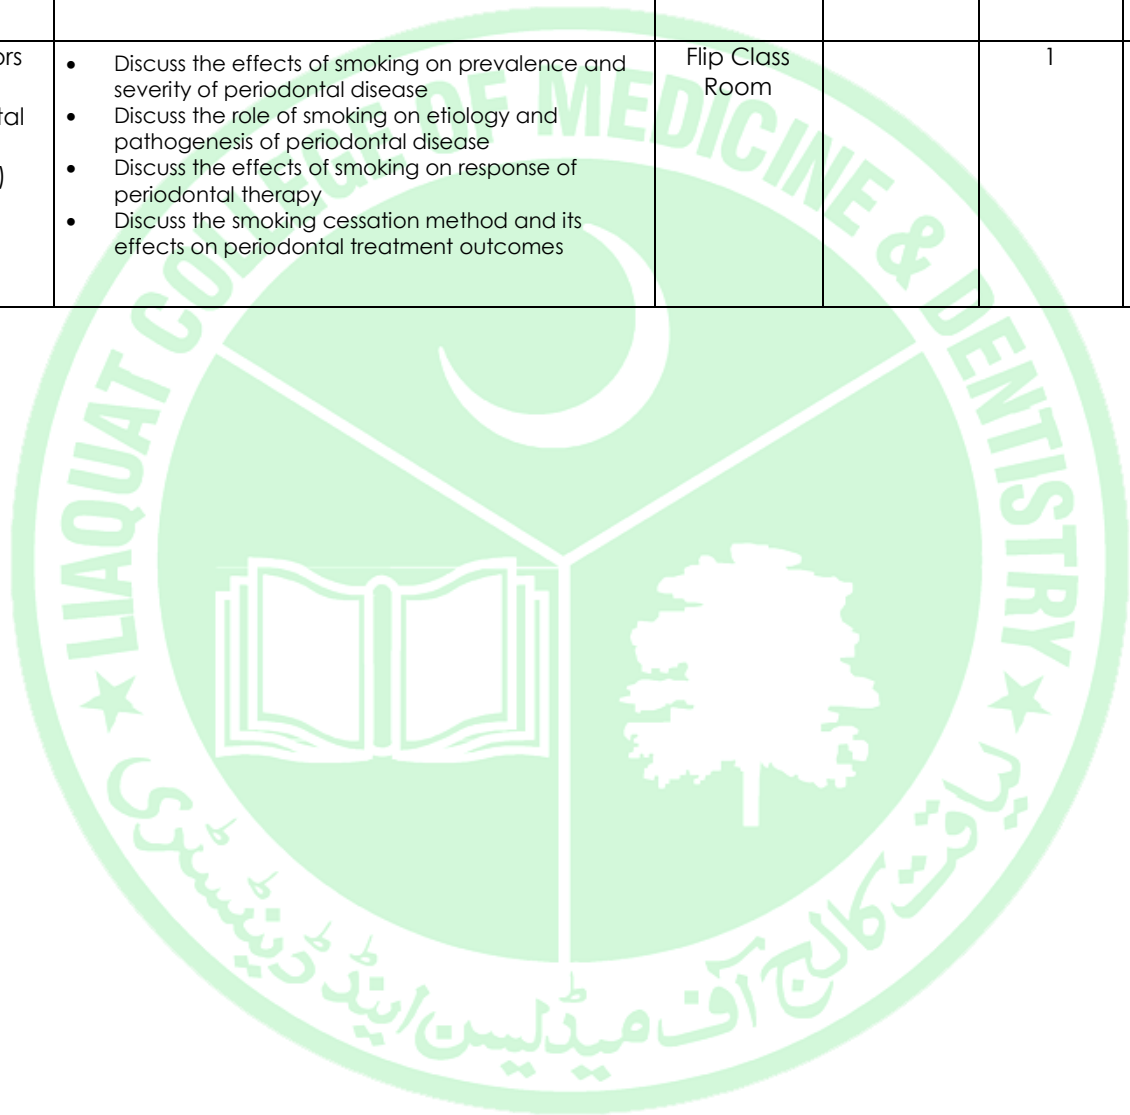 ors
tal
)
• Discuss the effects of smoking on prevalence and
severity of periodontal disease
• Discuss the role of smoking on etiology and
pathogenesis of periodontal disease
• Discuss the effects of smoking on response of
periodontal therapy
• Discuss the smoking cessation method and its
effects on periodontal treatment outcomes
Flip Class
Room
1
LIAQUAT COLLEGE OF MEDICINE & DENTISTRY
لیاقت کالج آف میڈیسن اینڈ ڈینٹسٹری